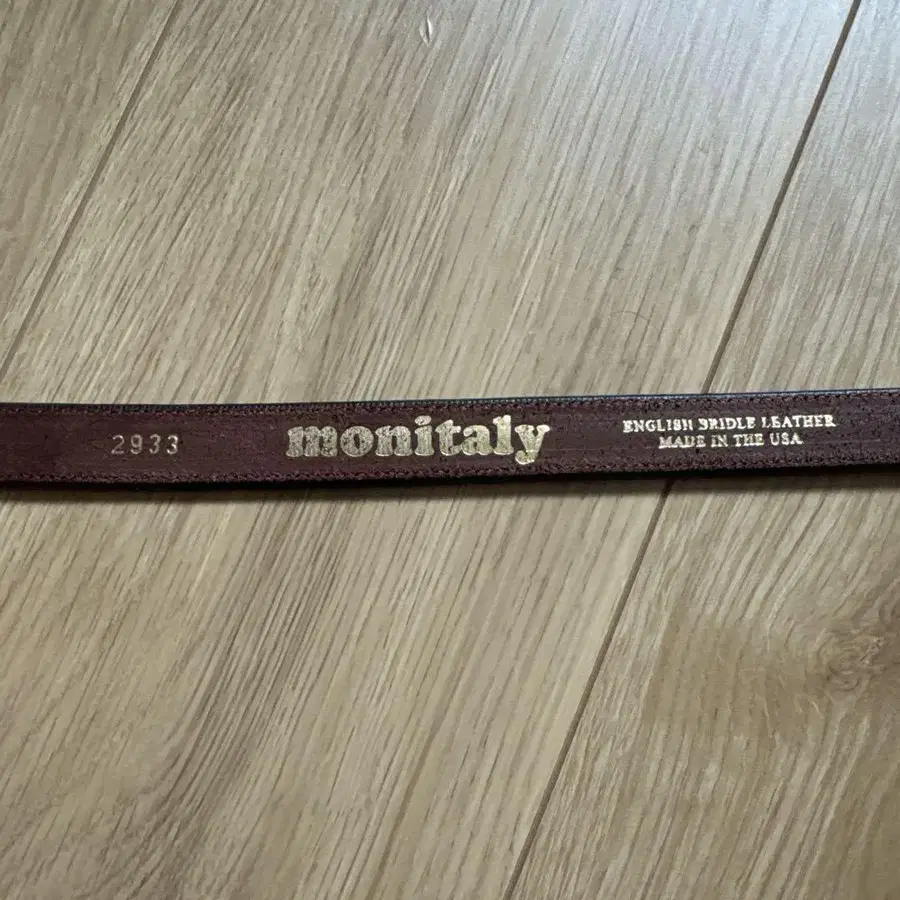 2933
monitaly
ENGLISH BRIDLE LEATHER
MADE IN THE USA